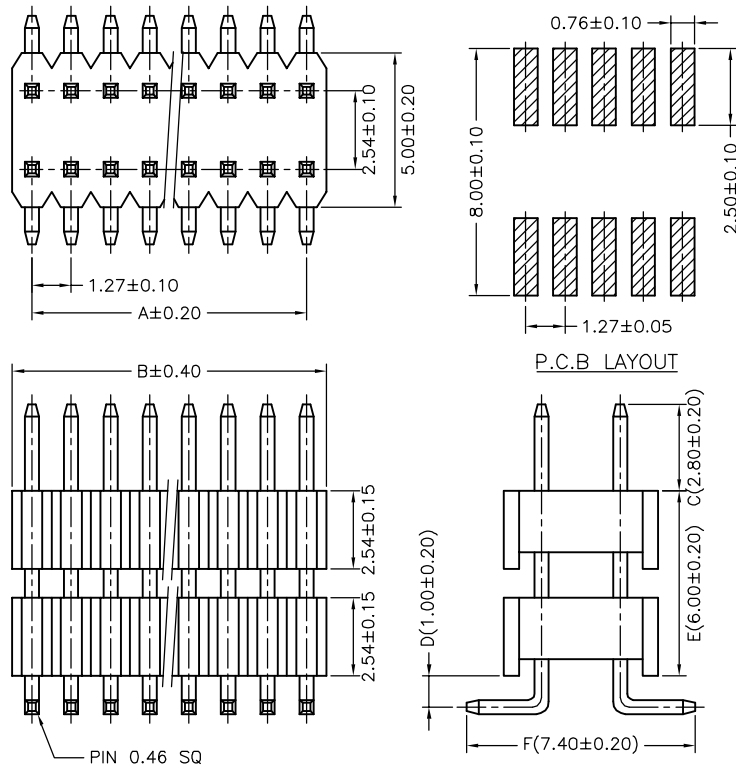 0.76±0.10
2.54±0.10
5.00±0.20
8.00±0.10
2.50±0.10
1.27±0.10
A±0.20
1.27±0.05
P.C.B LAYOUT
B±0.40
C(2.80±0.20)
2.54±0.15
E(6.00±0.20)
D(1.00±0.20)
2.54±0.15
F(7.40±0.20)
PIN 0.46 SQ